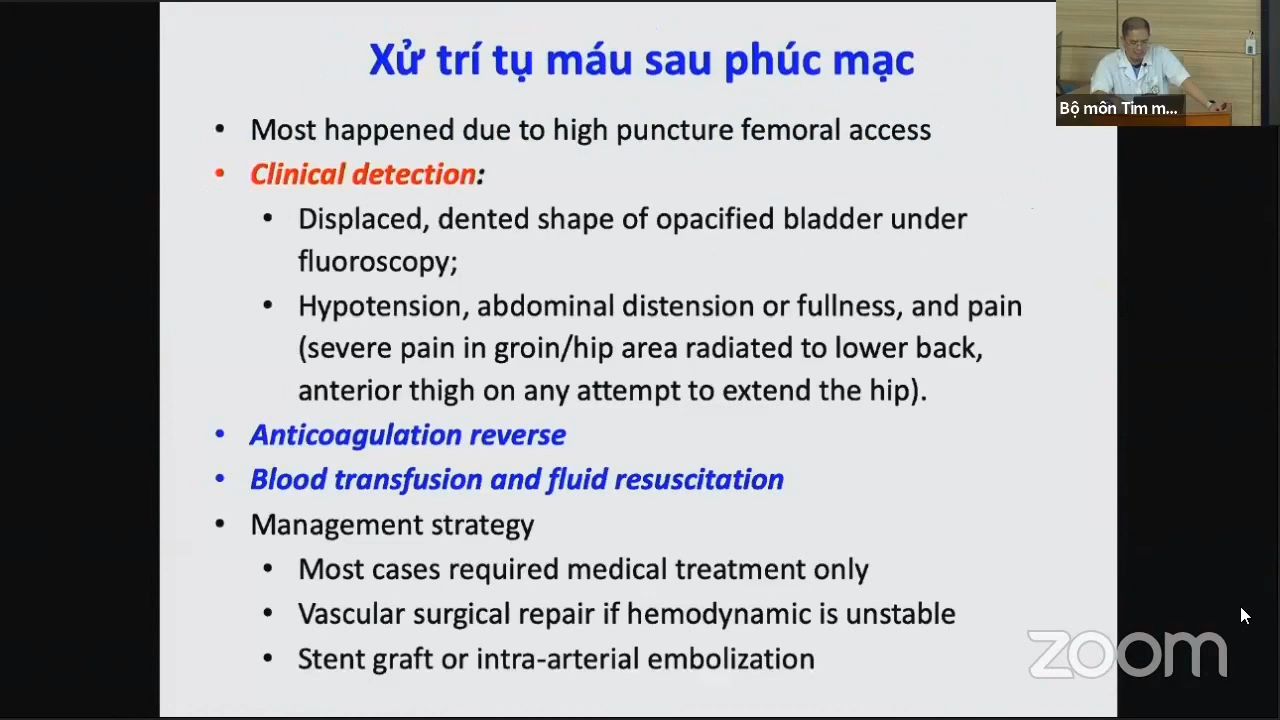 Xử trí tụ máu sau phúc mạc
Bộ môn Tim m...
• Most happened due to high puncture femoral access
• Clinical detection:
• Displaced, dented shape of opacified bladder under
fluoroscopy;
• Hypotension, abdominal distension or fullness, and pain
(severe pain in groin/hip area radiated to lower back,
anterior thigh on any attempt to extend the hip).
• Anticoagulation reverse
• Blood transfusion and fluid resuscitation
• Management strategy
• Most cases required medical treatment only
• Vascular surgical repair if hemodynamic is unstable
• Stent graft or intra-arterial embolization
zoom